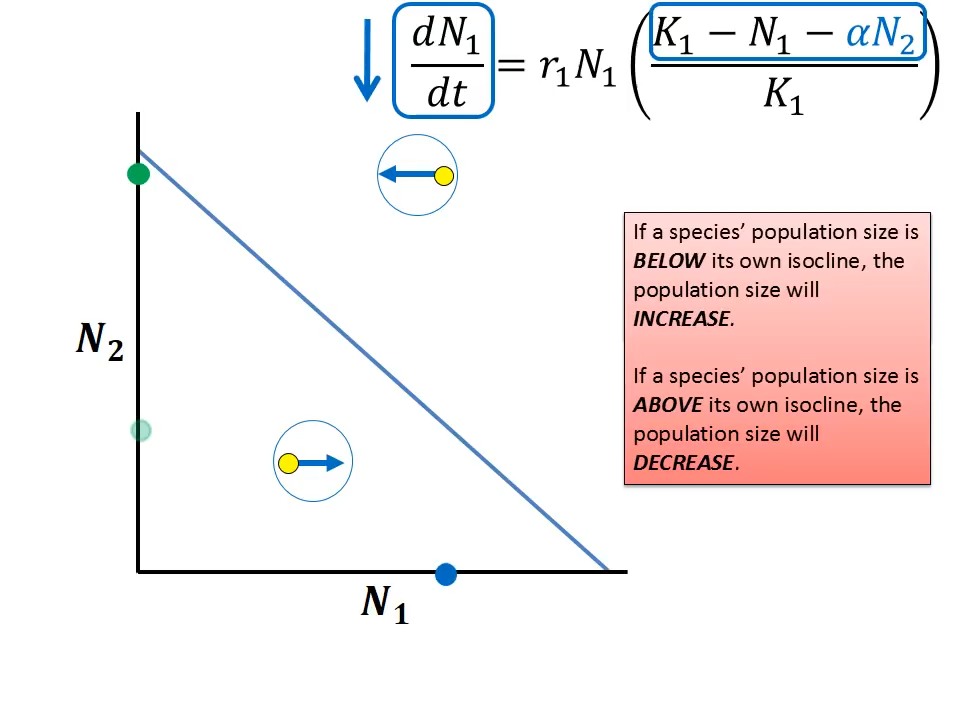 dN₁/dt = r₁N₁ ((K₁ − N₁ − αN₂)/K₁)
If a species’ population size is
BELOW its own isocline, the
population size will
INCREASE.
If a species’ population size is
ABOVE its own isocline, the
population size will
DECREASE.
N₂
N₁